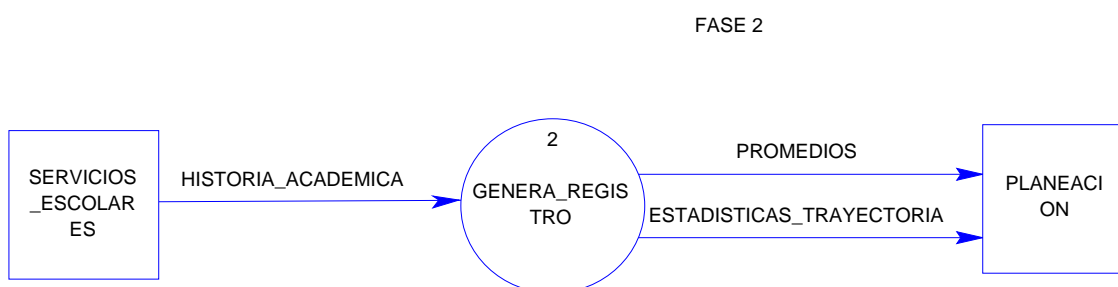 FASE 2
SERVICIOS
_ESCOLAR
ES
HISTORIA_ACADEMICA
2
GENERA_REGIS
TRO
PROMEDIOS
ESTADISTICAS_TRAYECTORIA
PLANEACI
ON